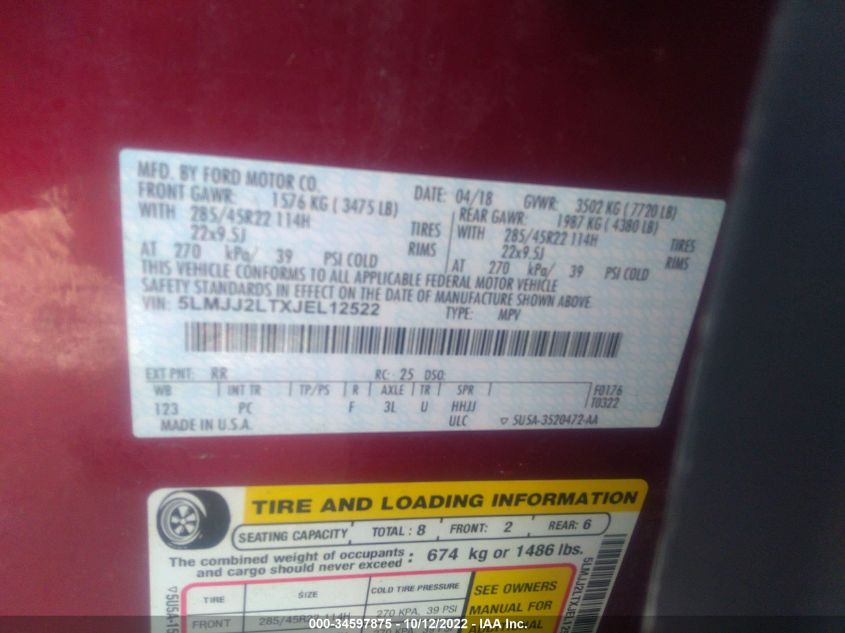 MFD. BY FORD MOTOR CO.
DATE: 04/18 GVWR: 3502 KG ( 7720 LB)
FRONT GAWR: 1576 KG ( 3475 LB) REAR GAWR: 1987 KG ( 4380 LB)
WITH 285/45R22 114H TIRES WITH 285/45R22 114H TIRES
22x9.5J RIMS 22x9.5J RIMS
AT 270 kPa/ 39 PSI COLD AT 270 kPa/ 39 PSI COLD
THIS VEHICLE CONFORMS TO ALL APPLICABLE FEDERAL MOTOR VEHICLE
SAFETY STANDARDS IN EFFECT ON THE DATE OF MANUFACTURE SHOWN ABOVE.
VIN: 5LMJJ2LTXJEL12522 TYPE: MPV
EXT PNT: RR RC: 25 DSO:
WB INT TR TP/PS R AXLE TR SPR F0176
123 PC F 3L U HHJJ T0322
MADE IN U.S.A. ULC ▽ 5U5A-3520472-AA
TIRE AND LOADING INFORMATION
SEATING CAPACITY TOTAL: 8 FRONT: 2 REAR: 6
The combined weight of occupants and cargo should never exceed : 674 kg or 1486 lbs.
TIRE SIZE COLD TIRE PRESSURE SEE OWNERS
FRONT 285/45R22 114H 270 KPA, 39 PSI MANUAL FOR
ADDITIONAL
000-34597875 - 10/12/2022 - IAA Inc.